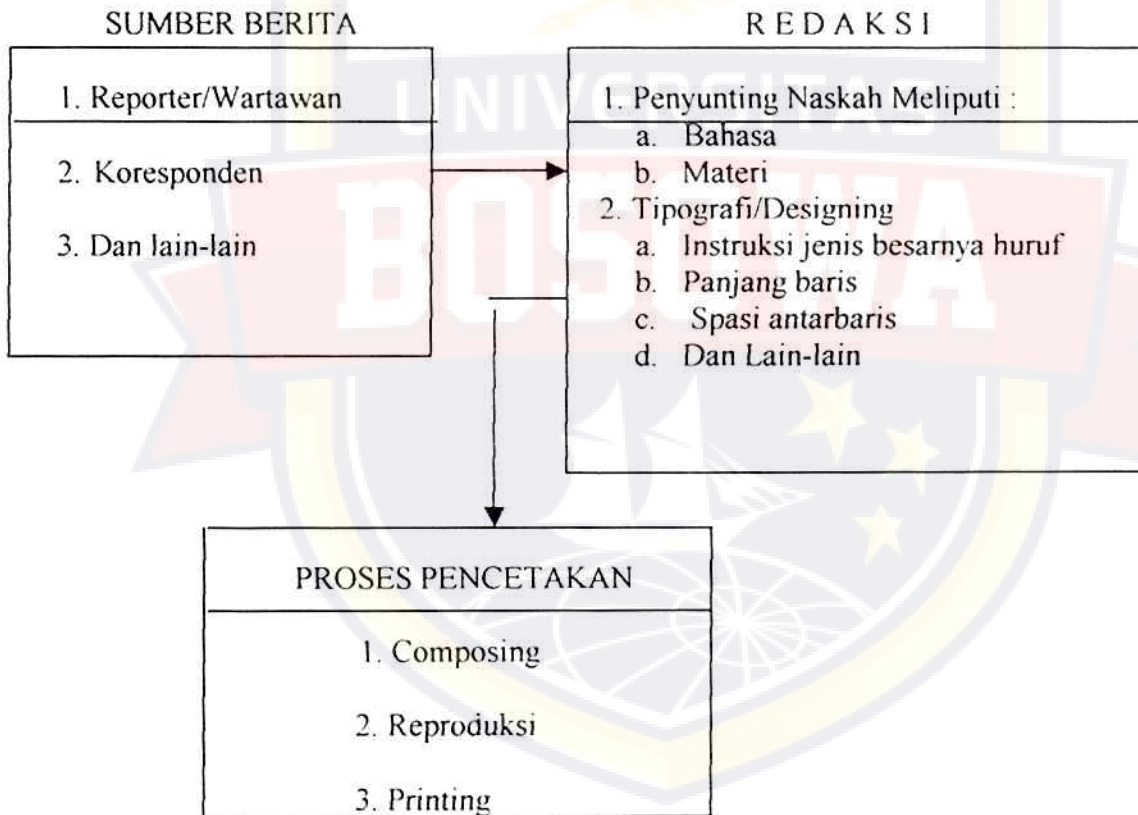 SUMBER BERITA
1. Reporter/Wartawan
2. Koresponden
3. Dan lain-lain
R E D A K S I
1. Penyunting Naskah Meliputi :
a. Bahasa
b. Materi
2. Tipografi/Designing
a. Instruksi jenis besarnya huruf
b. Panjang baris
c. Spasi antarbaris
d. Dan Lain-lain
PROSES PENCETAKAN
1. Composing
2. Reproduksi
3. Printing
UNIVERSITAS
BOSOWA